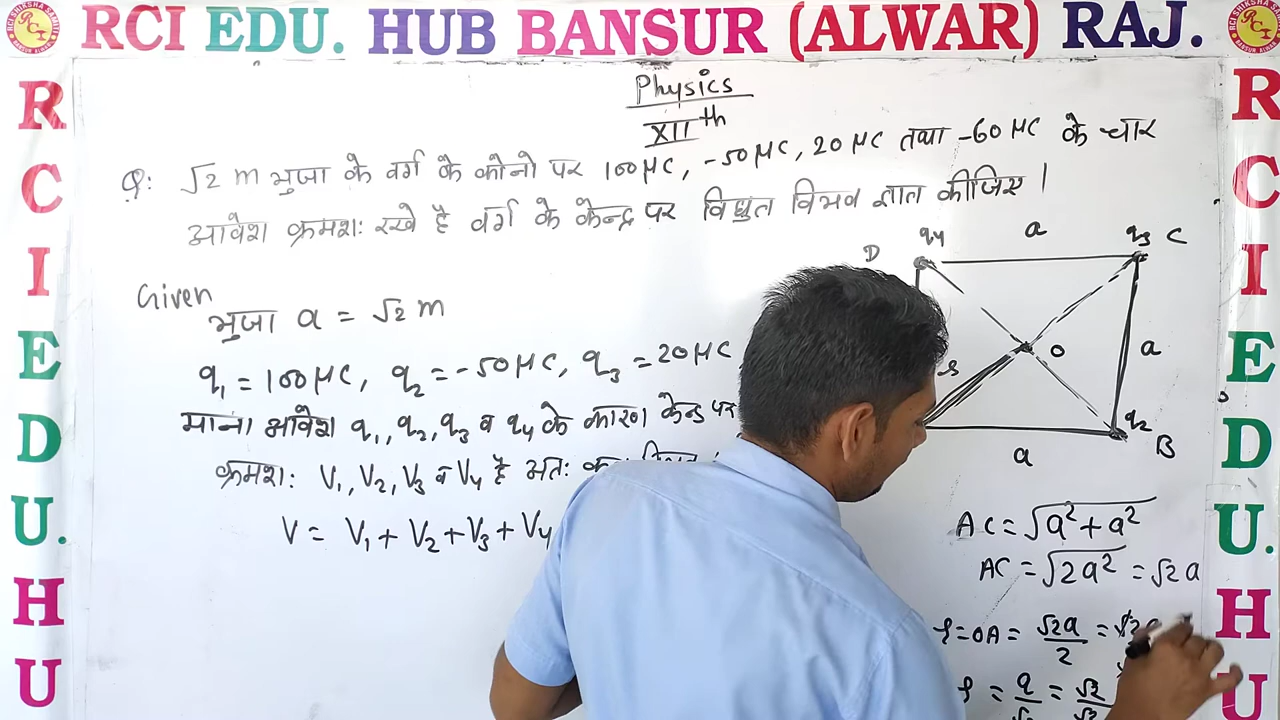 RCI EDU. HUB BANSUR (ALWAR) RAJ.
R
C
I
E
D
U.
H
U
Physics
XII th
Q: √2 m भुजा के वर्ग के कोनो पर 100 μC, -50 μC, 20 μC तथा -60 μC के चार
आवेश क्रमश: रखे है वर्ग के केन्द्र पर विद्युत विभव ज्ञात कीजिए।
Given
भुजा a = √2 m
q₁ = 100 μC, q₂ = -50 μC, q₃ = 20 μC
माना आवेश q₁, q₂, q₃ व q₄ के कारण केन्द्र पर
क्रमश: V₁, V₂, V₃ व V₄ है अत:
V = V₁ + V₂ + V₃ + V₄
D q₄ a q₃ C
r O a
a q₂ B
AC = √a² + a²
AC = √2a² = √2 a
r = OA = √2a/2 =
r = a/√2 = √2/√2
R
C
I
E
D
U.
H
U